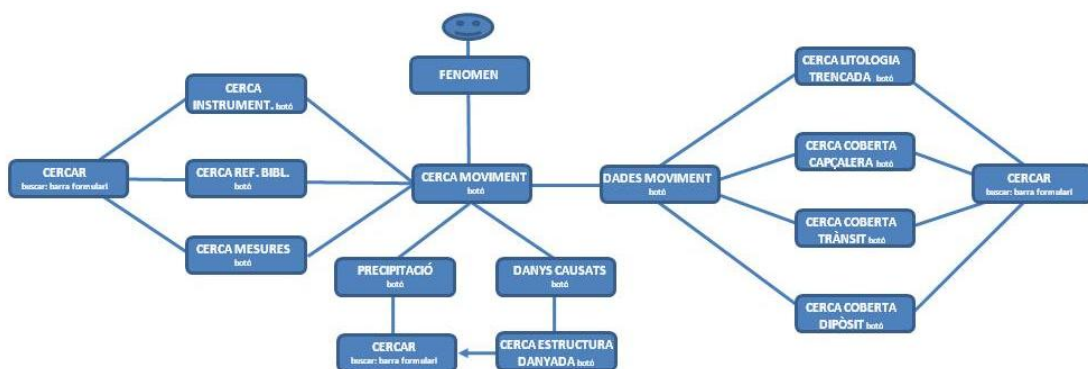 FENOMEN
CERCA
INSTRUMENT. botó
CERCAR
buscar: barra formulari
CERCA REF. BIBL.
botó
CERCA MESURES
botó
CERCA MOVIMENT
botó
PRECIPITACIÓ
botó
DANYS CAUSATS
botó
CERCAR
buscar: barra formulari
CERCA ESTRUCTURA
DANYADA botó
DADES MOVIMENT
botó
CERCA LITOLOGIA
TRENCADA botó
CERCA COBERTA
CAPÇALERA botó
CERCA COBERTA
TRÀNSIT botó
CERCA COBERTA
DIPÒSIT botó
CERCAR
buscar: barra formulari